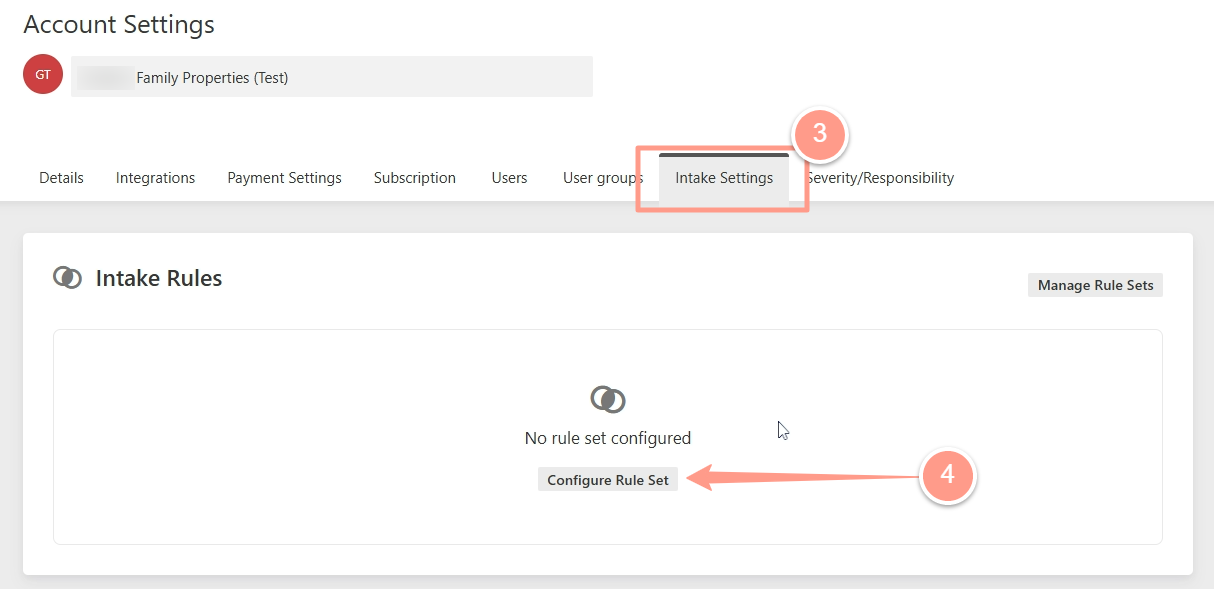 Account Settings
GT
Family Properties (Test)
3
Details Integrations Payment Settings Subscription Users User groups Intake Settings Severity/Responsibility
Intake Rules
Manage Rule Sets
No rule set configured
Configure Rule Set
4